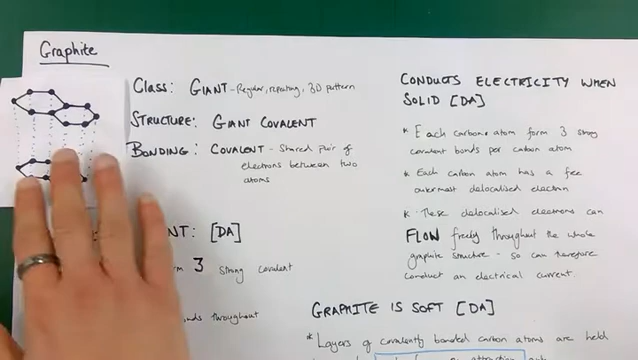 Graphite
Class: GIANT - Regular, repeating, 3D pattern
STRUCTURE: GIANT COVALENT
BONDING: COVALENT - Shared pair of
electrons between two
atoms
NT: [DA]
rm 3 strong covalent
nds throughout
CONDUCTS ELECTRICITY WHEN
SOLID [DA]
* Each carbon atom form 3 strong
covalent bonds per carbon atom
* Each carbon atom has a free
outermost delocalised electron
* These delocalised electrons can
FLOW freely throughout the whole
graphite structure - so can therefore
conduct an electrical current.
GRAPHITE IS SOFT [DA]
* Layers of covalently bonded carbon atoms are held
attraction